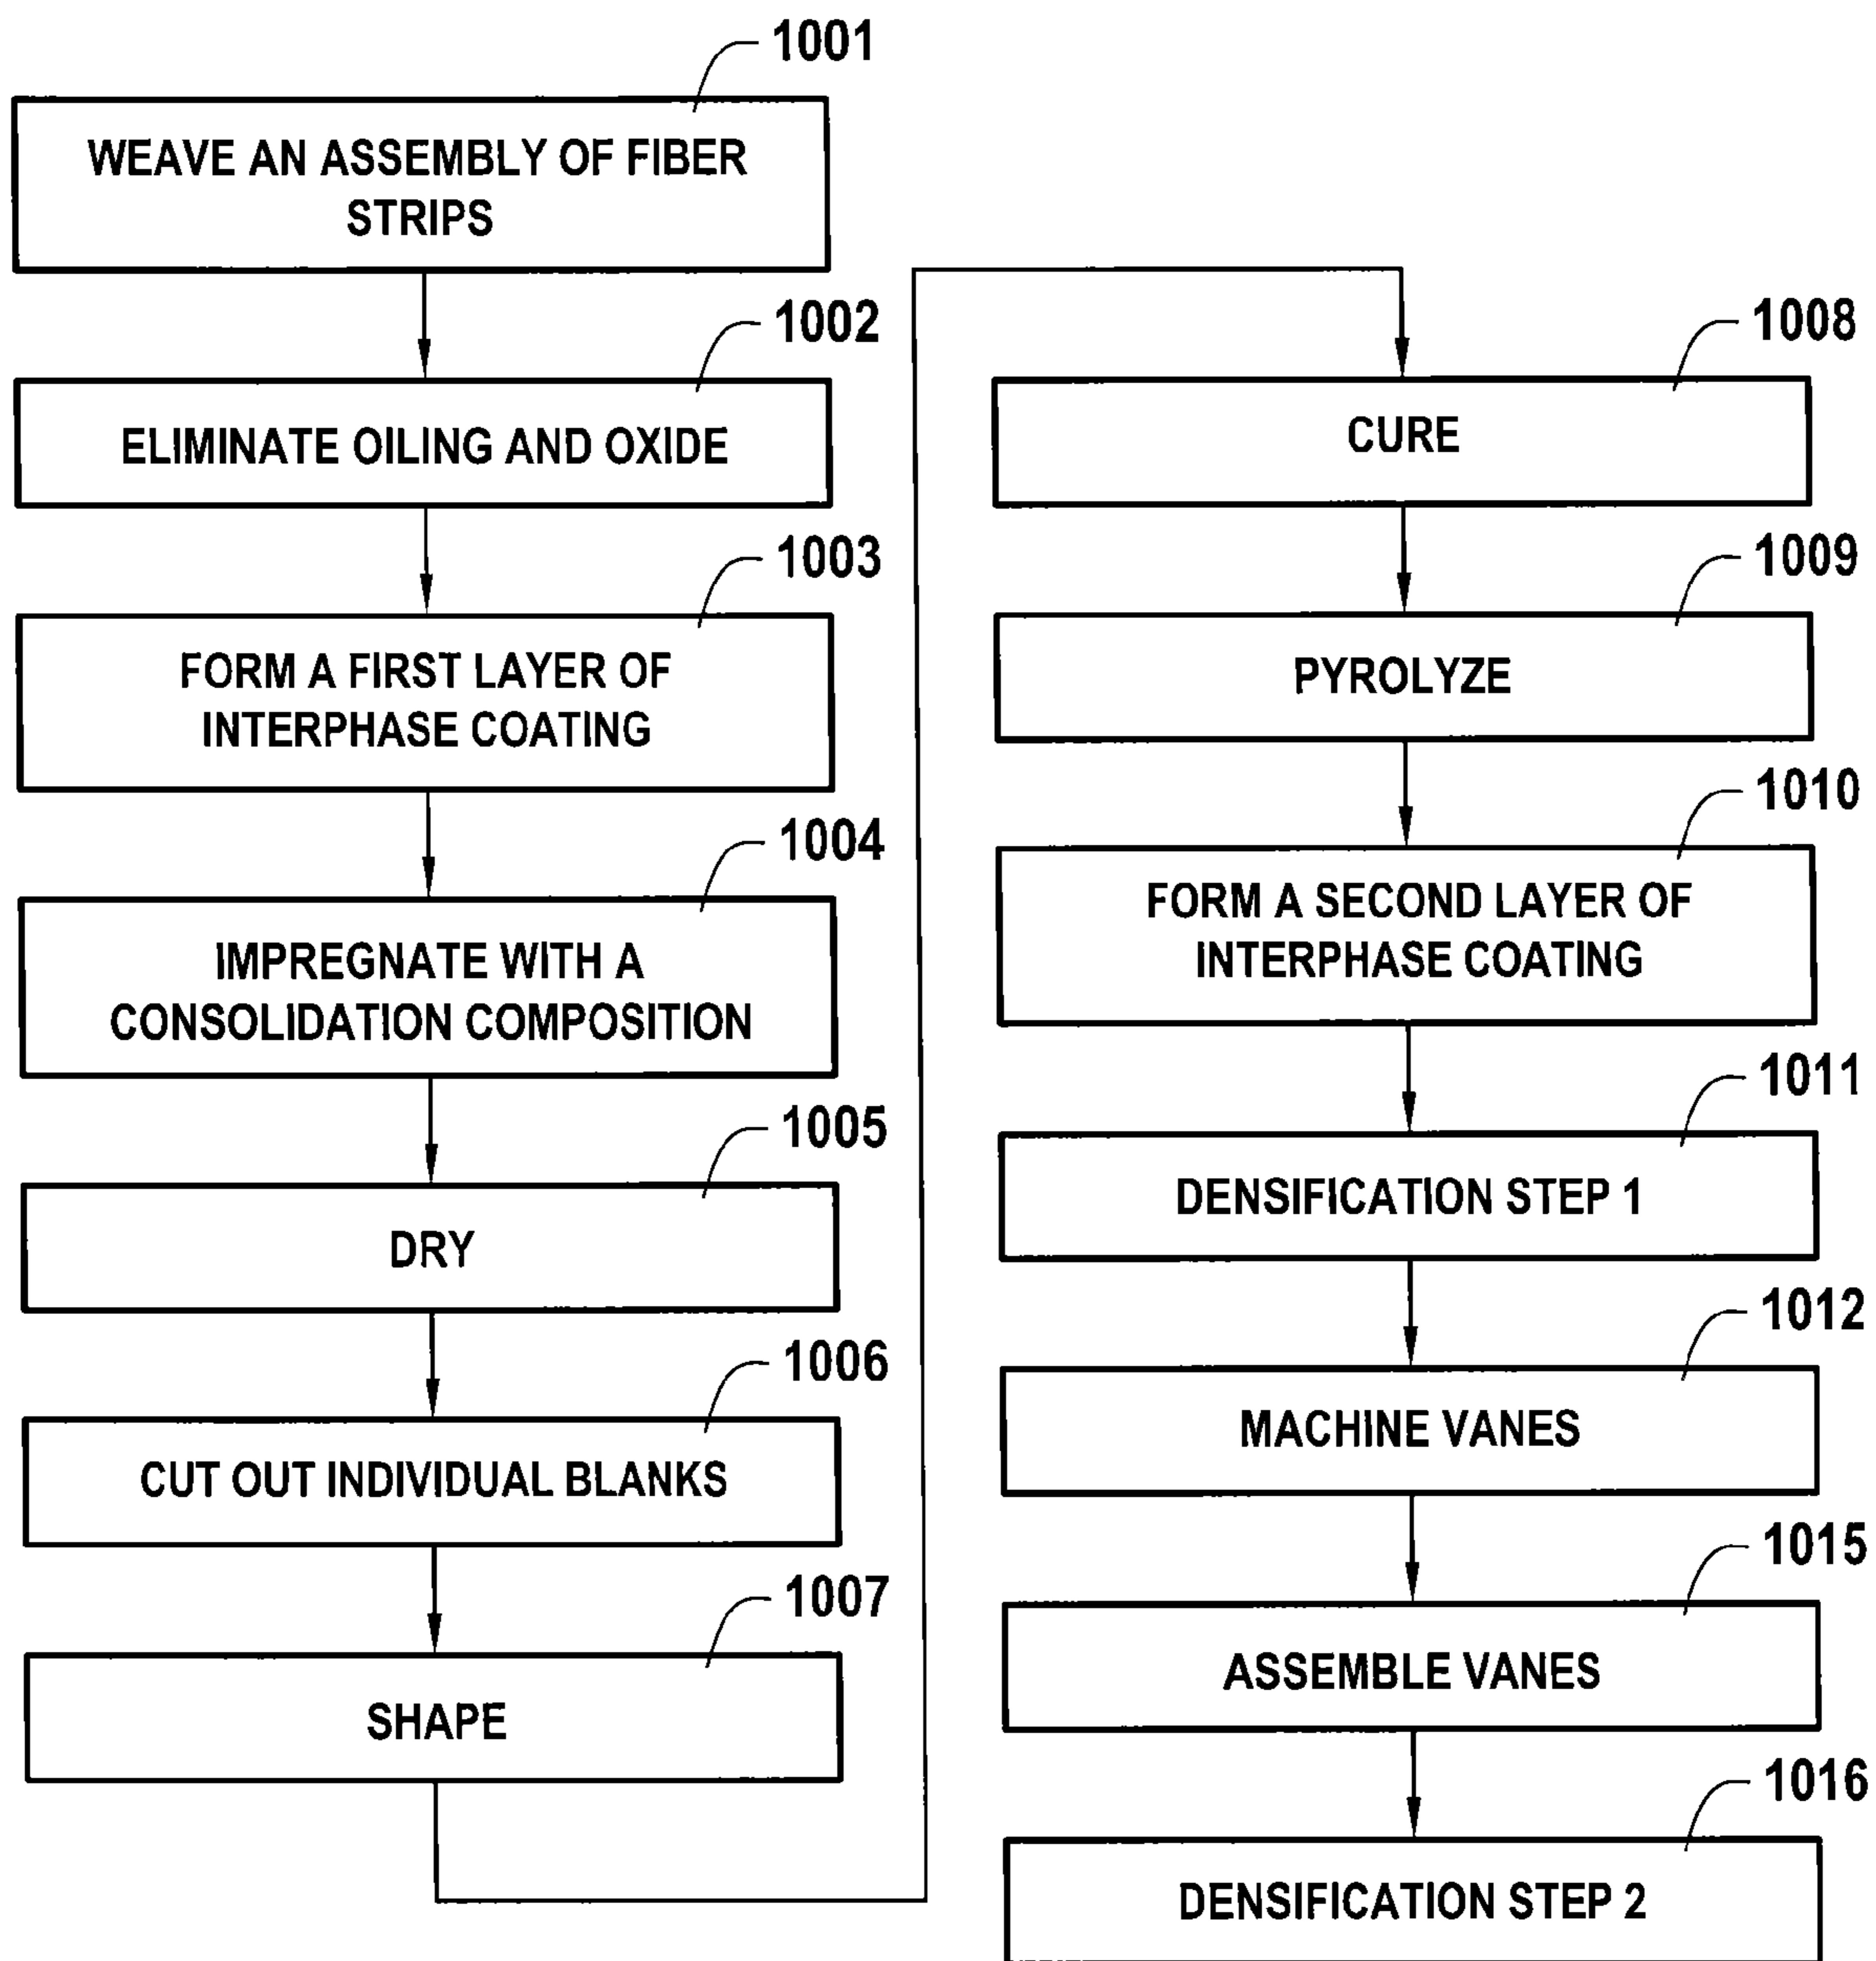 1001
WEAVE AN ASSEMBLY OF FIBER
STRIPS
1002
ELIMINATE OILING AND OXIDE
1003
FORM A FIRST LAYER OF
INTERPHASE COATING
1004
IMPREGNATE WITH A
CONSOLIDATION COMPOSITION
1005
DRY
1006
CUT OUT INDIVIDUAL BLANKS
1007
SHAPE
1008
CURE
1009
PYROLYZE
1010
FORM A SECOND LAYER OF
INTERPHASE COATING
1011
DENSIFICATION STEP 1
1012
MACHINE VANES
1015
ASSEMBLE VANES
1016
DENSIFICATION STEP 2